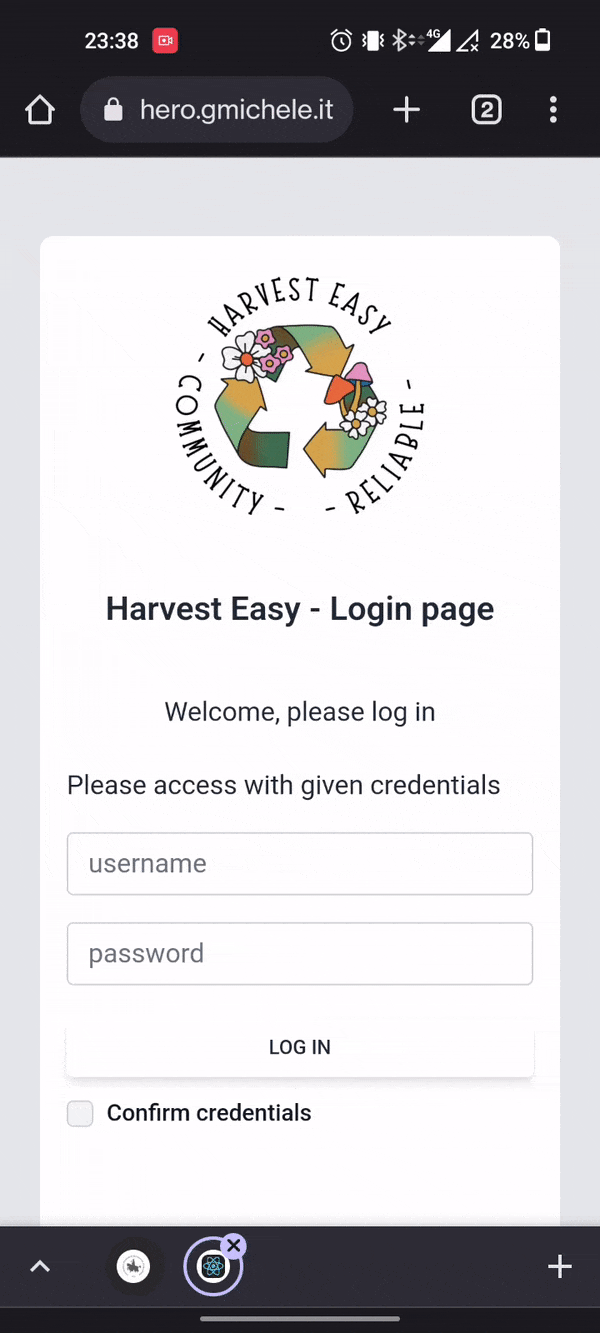 23:38 4G 28%
hero.gmichele.it 2
- HARVEST EASY - RELIABLE - - COMMUNITY
Harvest Easy - Login page
Welcome, please log in
Please access with given credentials
username
password
LOG IN
Confirm credentials